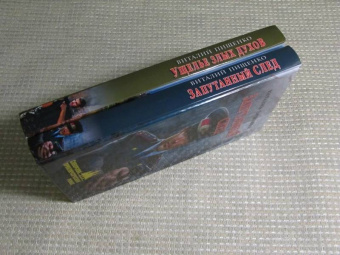 ВИТАЛИЙ ПИЩЕНКО
УЩЕЛЬЕ ЗЛЫХ ДУХОВ
ВИТАЛИЙ ПИЩЕНКО
ЗАПУТАННЫЙ СЛЕД